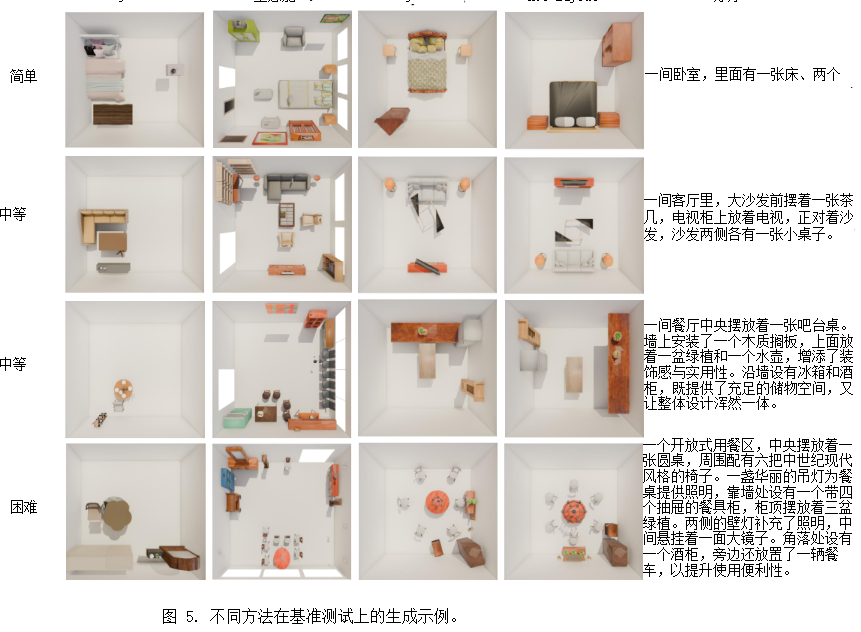 简单
一间卧室，里面有一张床、两个
中等
一间客厅里，大沙发前摆着一张茶
几，电视柜上放着电视，正对着沙
发，沙发两侧各有一张小桌子。
中等
一间餐厅中央摆放着一张吧台桌。
墙上安装了一个木质搁板，上面放
着一盆绿植和一个水壶，增添了装
饰感与实用性。沿墙设有冰箱和酒
柜，既提供了充足的储物空间，又
让整体设计浑然一体。
困难
一个开放式用餐区，中央摆放着一
张圆桌，周围配有六把中世纪现代
风格的椅子。一盏华丽的吊灯为餐
桌提供照明，靠墙处设有一个带四
个抽屉的餐具柜，柜顶摆放着三盆
绿植。两侧的壁灯补充了照明，中
间悬挂着一面大镜子。角落处设有
一个酒柜，旁边还放置了一辆餐
车，以提升使用便利性。
图 5. 不同方法在基准测试上的生成示例。